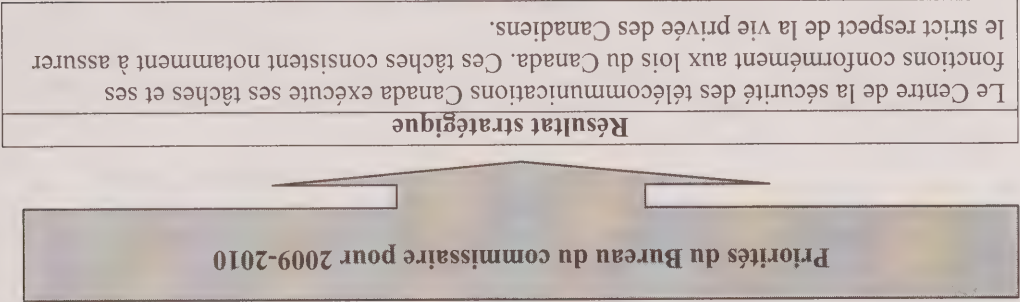 Priorités du Bureau du commissaire pour 2009-2010
Résultat stratégique
Le Centre de la sécurité des télécommunications Canada exécute ses tâches et ses
fonctions conformément aux lois du Canada. Ces tâches consistent notamment à assurer
le strict respect de la vie privée des Canadiens.